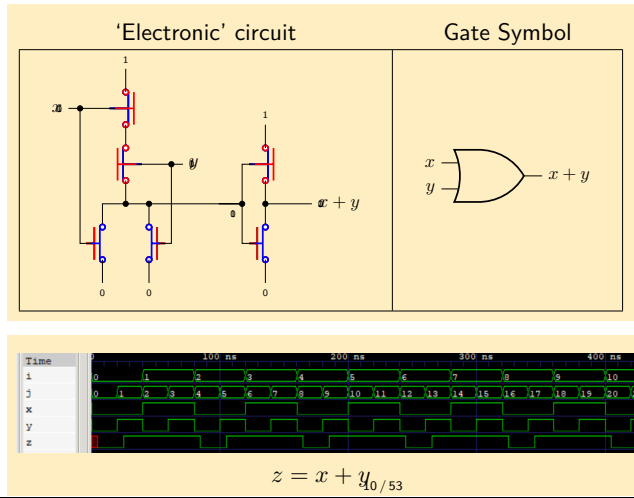 ‘Electronic’ circuit
Gate Symbol
1
1
x + y
x
y
x + y
0
0
0
Time
100 ns
200 ns
300 ns
400 ns
i
0 1 2 3 4 5 6 7 8 9 10
j
0 1 2 3 4 5 6 7 8 9 10 11 12 13 14 15 16 17 18 19 20
x
y
z
z = x + y
10 / 53